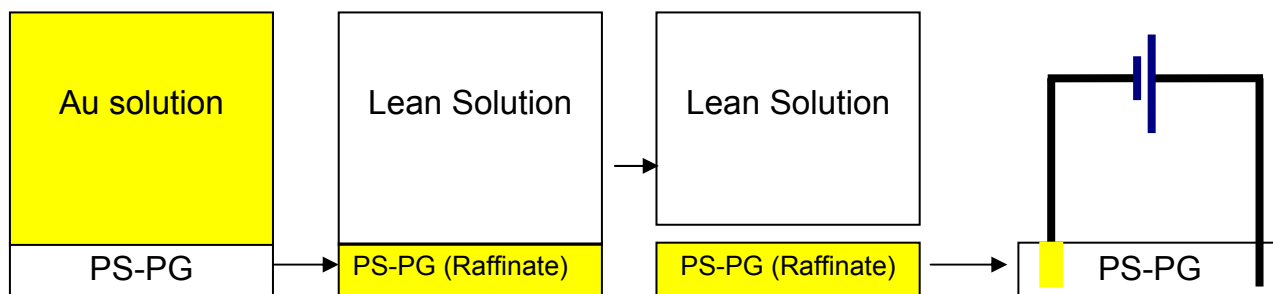 Au solution
PS-PG
Lean Solution
PS-PG (Raffinate)
Lean Solution
PS-PG (Raffinate)
PS-PG